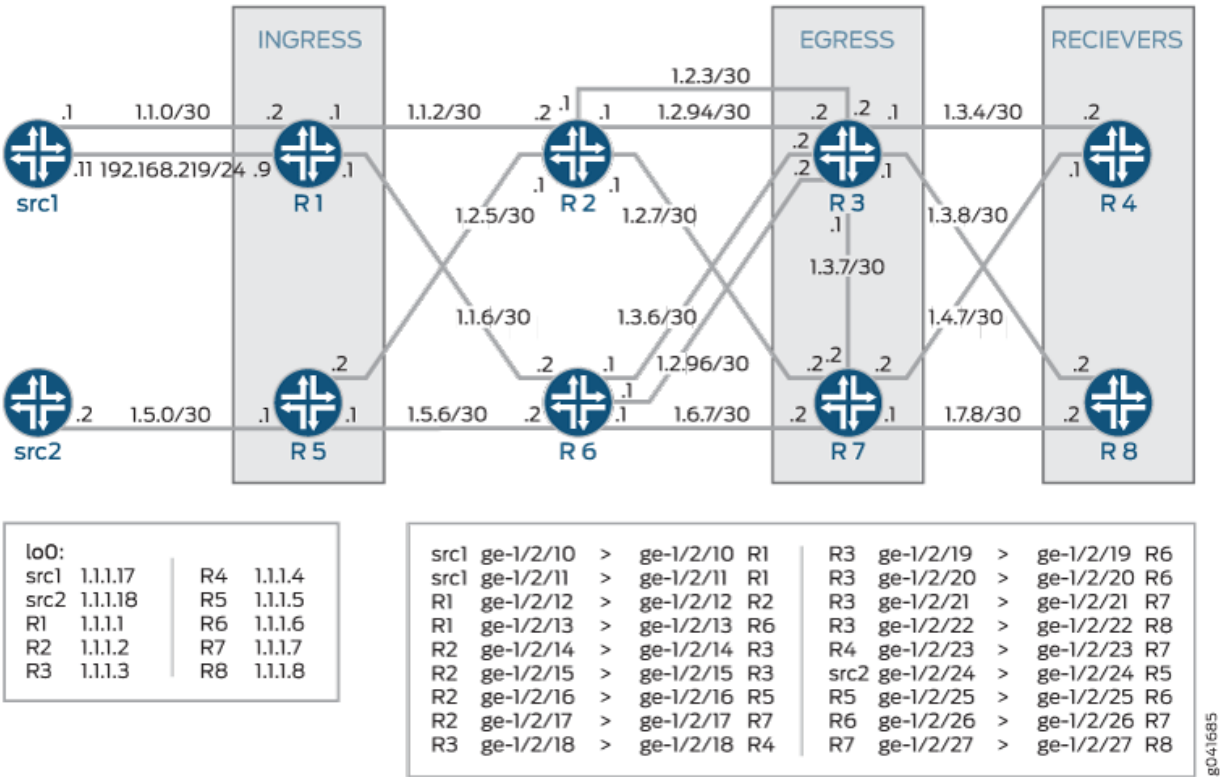 INGRESS EGRESS RECIEVERS
1.2.3/30
.1 1.1.0/30 .2 .1 1.1.2/30 .2 .1 .1 1.2.94/30 .2 .2 .1 1.3.4/30 .2
.11 192.168.219/24 .9 .1 .1 .1 .2 .2 .1 .1
src1 R 1 R 2 R 3 R 4
1.2.5/30 1.2.7/30 .1 1.3.8/30
1.3.7/30
1.1.6/30 1.3.6/30 1.4.7/30
.2 .2 .1 1.2.96/30 .2 .2 .2 .2
.1
.2 1.5.0/30 .1 .1 1.5.6/30 .2 .1 1.6.7/30 .2 .1 1.7.8/30 .2
src2 R 5 R 6 R 7 R 8
lo0:
src1 1.1.1.17 R4 1.1.1.4
src2 1.1.1.18 R5 1.1.1.5
R1 1.1.1.1 R6 1.1.1.6
R2 1.1.1.2 R7 1.1.1.7
R3 1.1.1.3 R8 1.1.1.8
src1 ge-1/2/10 > ge-1/2/10 R1 R3 ge-1/2/19 > ge-1/2/19 R6
src1 ge-1/2/11 > ge-1/2/11 R1 R3 ge-1/2/20 > ge-1/2/20 R6
R1 ge-1/2/12 > ge-1/2/12 R2 R3 ge-1/2/21 > ge-1/2/21 R7
R1 ge-1/2/13 > ge-1/2/13 R6 R3 ge-1/2/22 > ge-1/2/22 R8
R2 ge-1/2/14 > ge-1/2/14 R3 R4 ge-1/2/23 > ge-1/2/23 R7
R2 ge-1/2/15 > ge-1/2/15 R3 src2 ge-1/2/24 > ge-1/2/24 R5
R2 ge-1/2/16 > ge-1/2/16 R5 R5 ge-1/2/25 > ge-1/2/25 R6
R2 ge-1/2/17 > ge-1/2/17 R7 R6 ge-1/2/26 > ge-1/2/26 R7
R3 ge-1/2/18 > ge-1/2/18 R4 R7 ge-1/2/27 > ge-1/2/27 R8
g041685